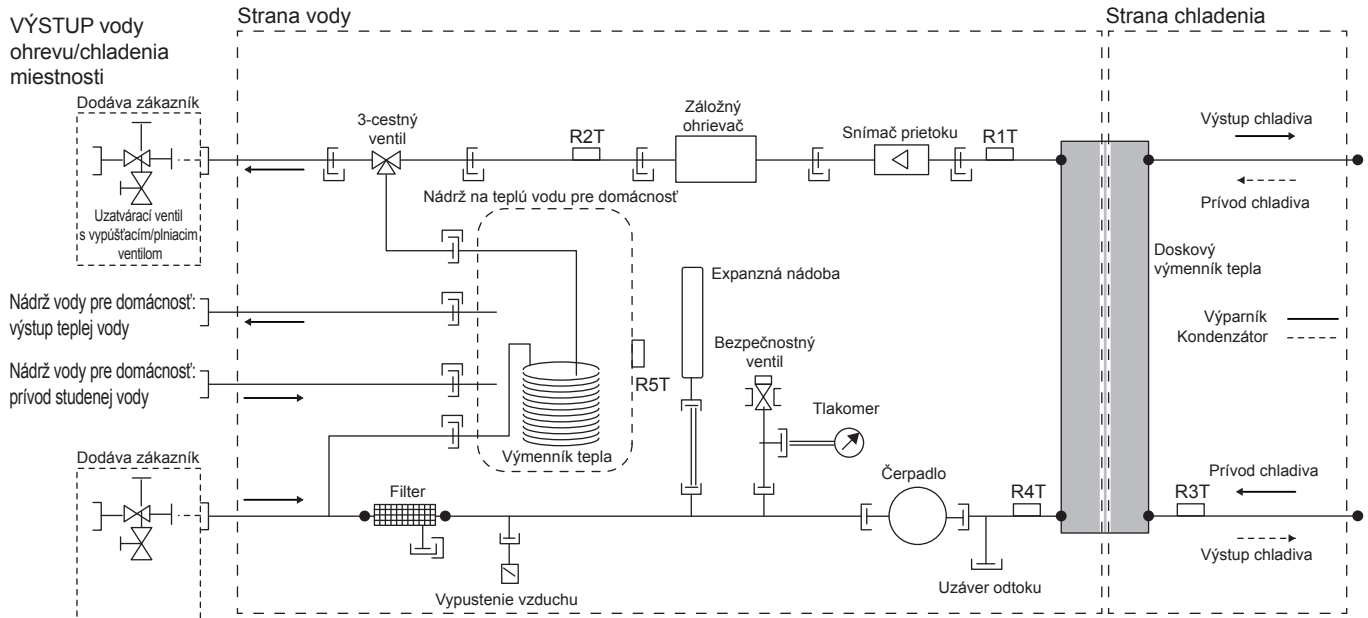 VÝSTUP vody
ohrevu/chladenia
miestnosti
Strana vody
Strana chladenia
Dodáva zákazník
Uzatvárací ventil
s vypúšťacím/plniacim
ventilom
3-cestný
ventil
R2T
Záložný
ohrievač
Snímač prietoku
R1T
Výstup chladiva
Prívod chladiva
Nádrž na teplú vodu pre domácnosť
Doskový
výmenník tepla
Expanzná nádoba
Nádrž vody pre domácnosť:
výstup teplej vody
Výparník
Kondenzátor
Bezpečnostný
ventil
R5T
Nádrž vody pre domácnosť:
prívod studenej vody
Tlakomer
Výmenník tepla
Dodáva zákazník
Filter
Čerpadlo
R4T
R3T
Prívod chladiva
Výstup chladiva
Vypustenie vzduchu
Uzáver odtoku